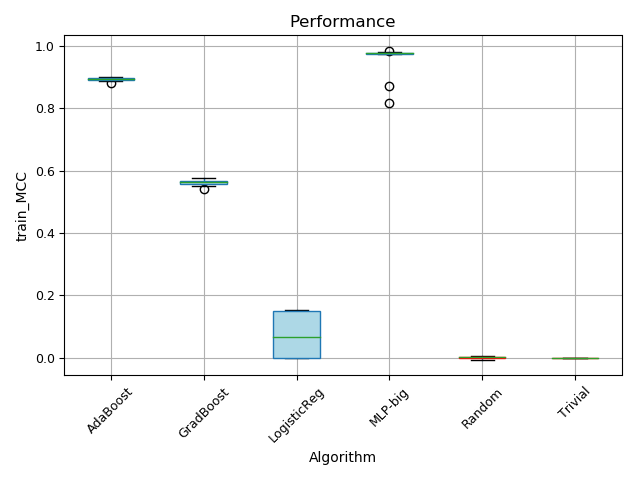 Performance
train_MCC
1.0
0.8
0.6
0.4
0.2
0.0
AdaBoost
GradBoost
LogisticReg
MLP-big
Random
Trivial
Algorithm